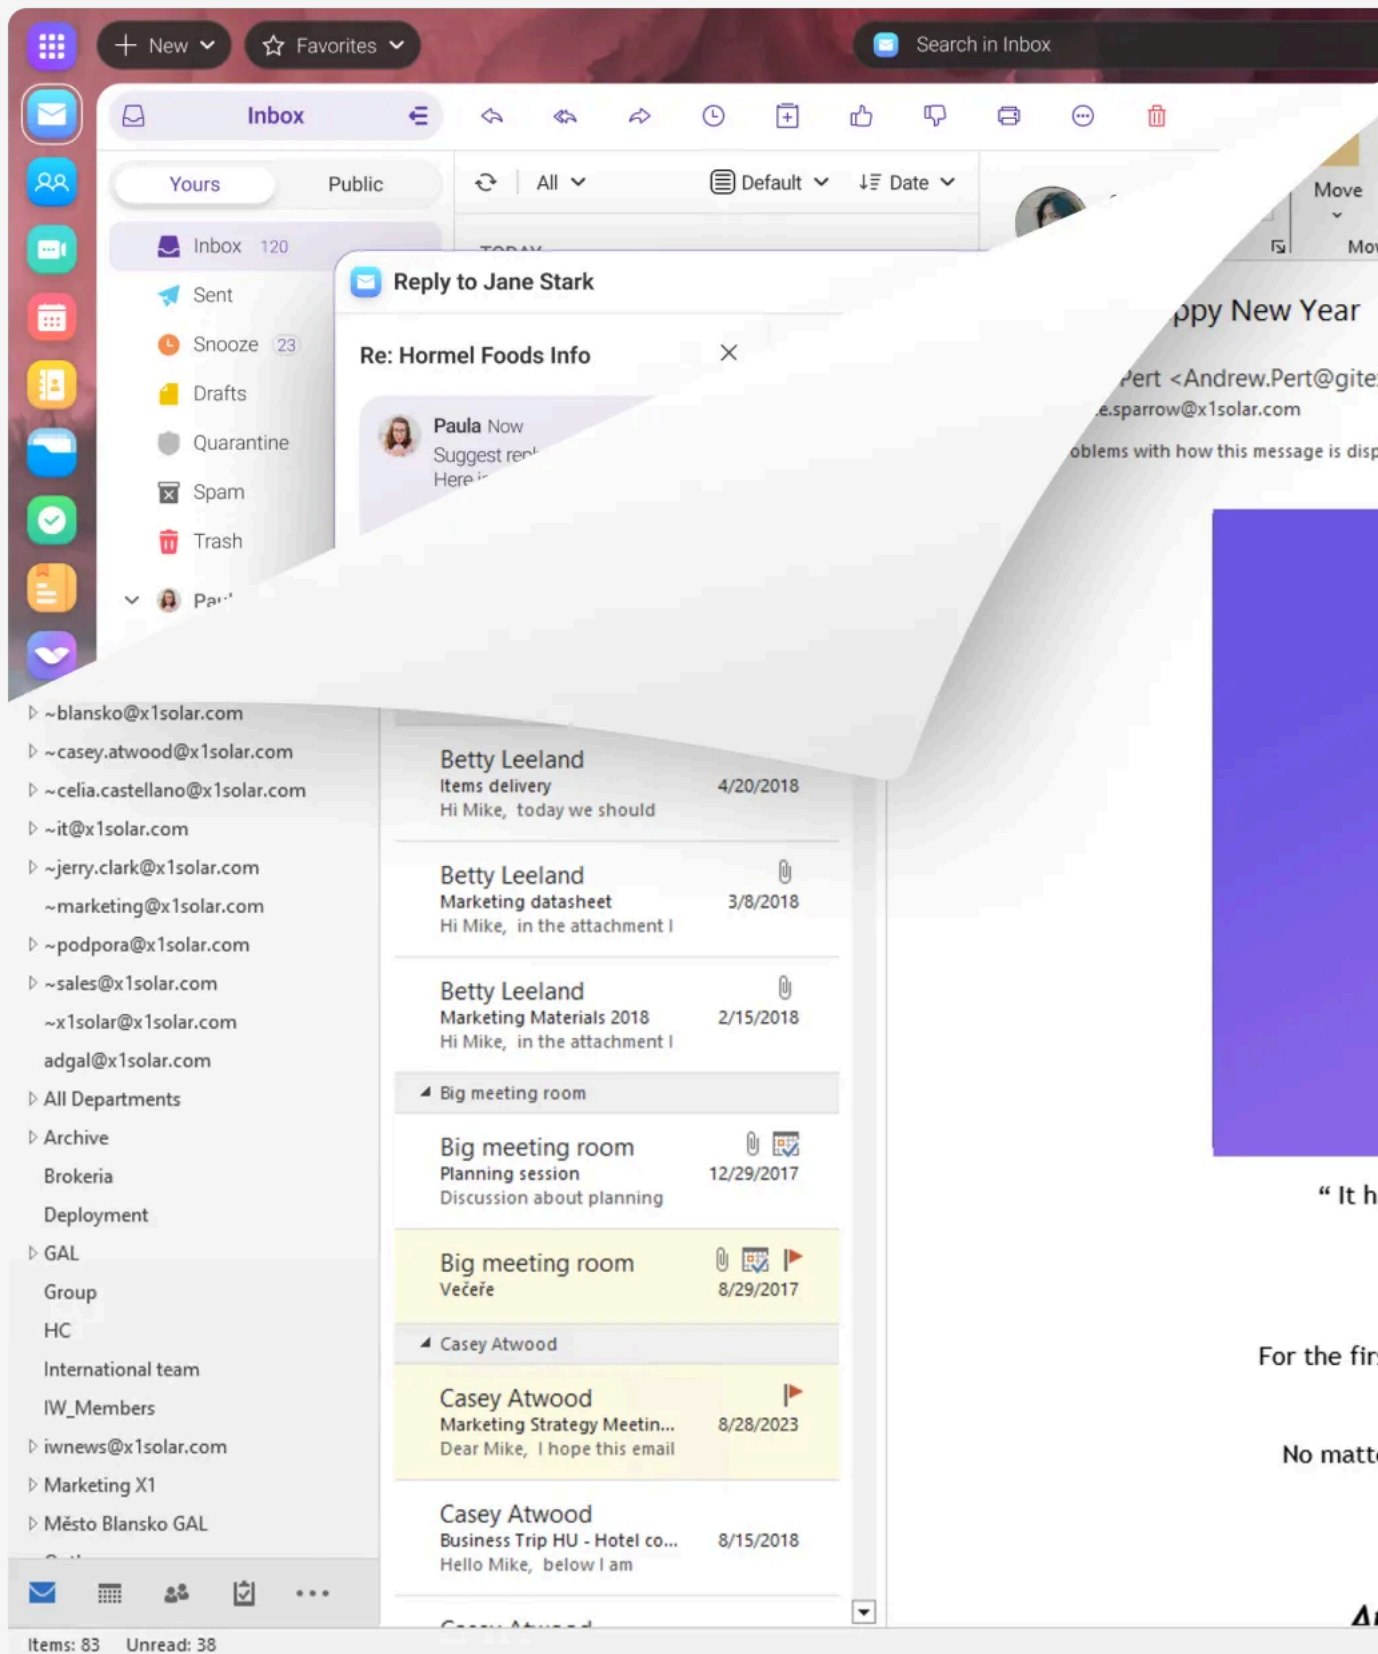 New
Favorites
Search in Inbox
Inbox
Yours
Public
All
Default
Date
Inbox 120
Sent
Snooze 23
Drafts
Quarantine
Spam
Trash
TODAY
Reply to Jane Stark
Re: Hormel Foods Info
Paula Now
Suggest
Here
Move
ppy New Year
Pert <Andrew.Pert@gite
e.sparrow@x1solar.com
oblems with how this message is disp
~blansko@x1solar.com
~casey.atwood@x1solar.com
~celia.castellano@x1solar.com
~it@x1solar.com
~jerry.clark@x1solar.com
~marketing@x1solar.com
~podpora@x1solar.com
~sales@x1solar.com
~x1solar@x1solar.com
adgal@x1solar.com
All Departments
Archive
Brokeria
Deployment
GAL
Group
HC
International team
IW_Members
iwnews@x1solar.com
Marketing X1
Město Blansko GAL
Items: 83 Unread: 38
Betty Leeland
Items delivery 4/20/2018
Hi Mike, today we should
Betty Leeland
Marketing datasheet 3/8/2018
Hi Mike, in the attachment I
Betty Leeland
Marketing Materials 2018 2/15/2018
Hi Mike, in the attachment I
Big meeting room
Big meeting room
Planning session 12/29/2017
Discussion about planning
Big meeting room
Večeře 8/29/2017
Casey Atwood
Casey Atwood
Marketing Strategy Meetin... 8/28/2023
Dear Mike, I hope this email
Casey Atwood
Business Trip HU - Hotel co... 8/15/2018
Hello Mike, below I am
“ It h
For the fir
No matt